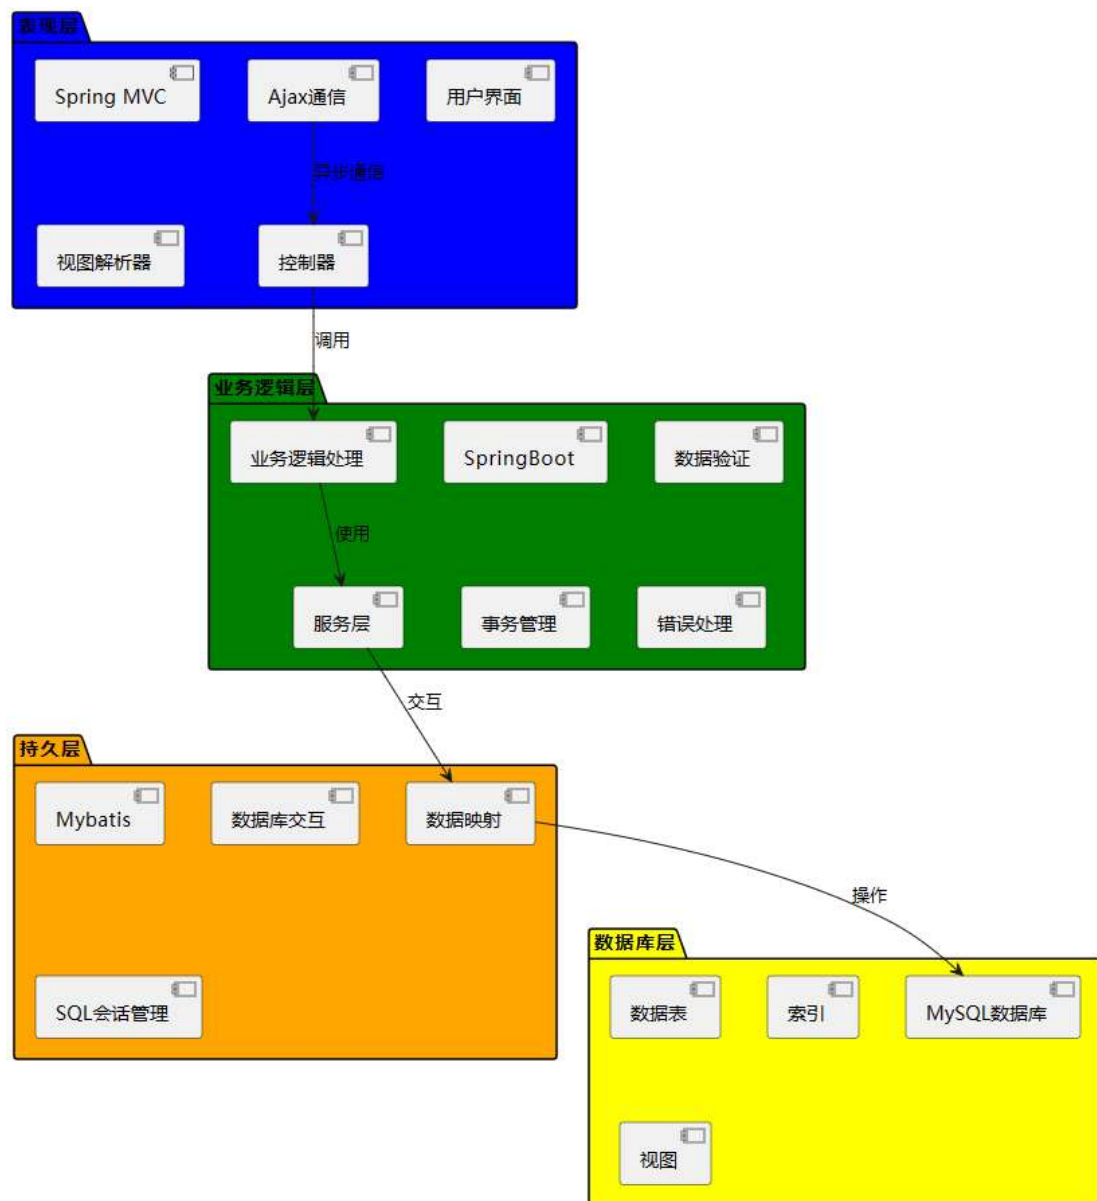 表现层
Spring MVC
Ajax通信
用户界面
异步通信
视图解析器
控制器
调用
业务逻辑层
业务逻辑处理
SpringBoot
数据验证
使用
服务层
事务管理
错误处理
交互
持久层
Mybatis
数据库交互
数据映射
操作
数据库层
SQL会话管理
数据表
索引
MySQL数据库
视图